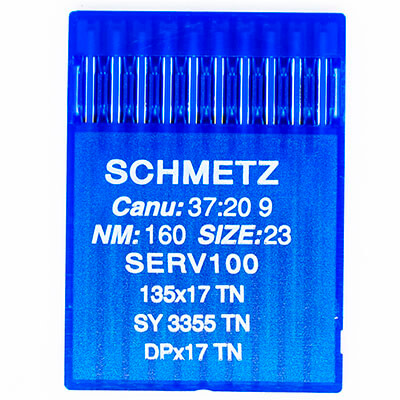 SCHMETZ
Canu: 37:20 9
NM: 160 SIZE: 23
SERV100
135x17 TN
SY 3355 TN
DPx17 TN